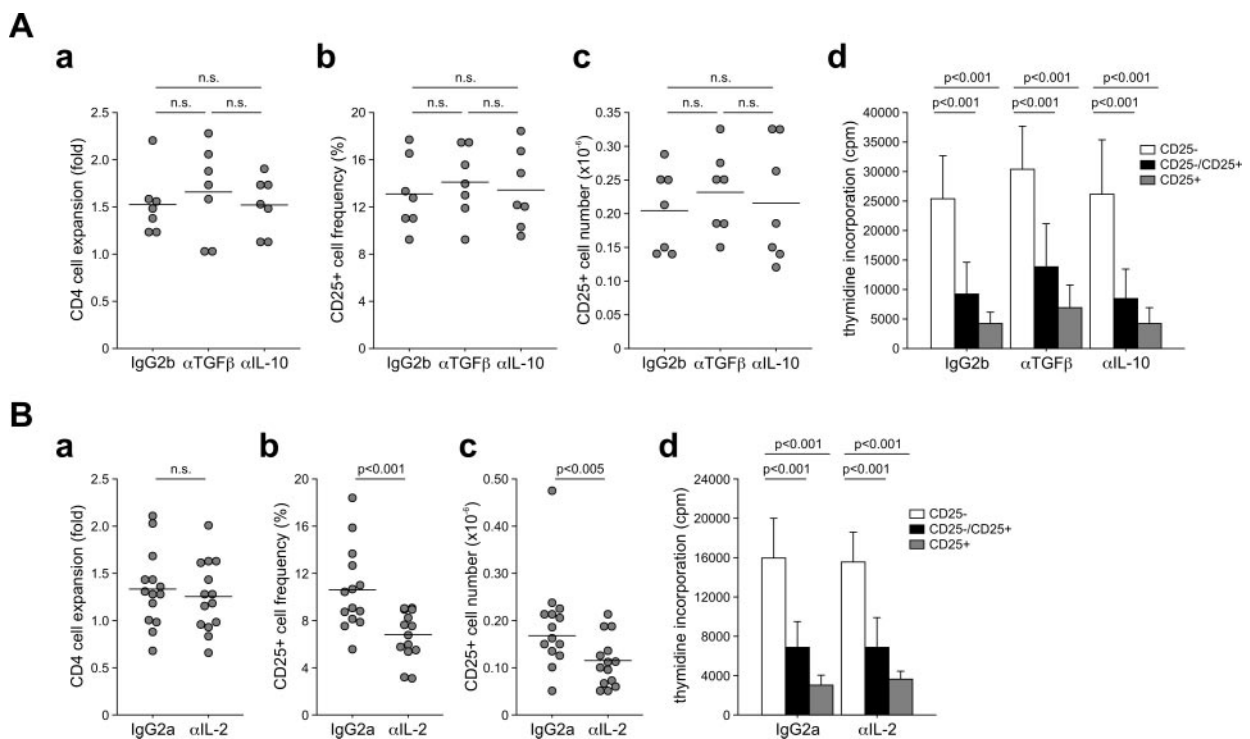 A
a
n.s.
n.s. n.s.
CD4 cell expansion (fold)
2.5
2.0
1.5
1.0
0.5
0.0
IgG2b αTGFβ αIL-10
b
n.s.
n.s. n.s.
CD25+ cell frequency (%)
20
16
12
8
4
0
IgG2b αTGFβ αIL-10
c
n.s.
n.s. n.s.
CD25+ cell number (x10⁻⁶)
0.35
0.30
0.25
0.20
0.15
0.10
0.05
0.00
IgG2b αTGFβ αIL-10
d
p<0.001 p<0.001 p<0.001
p<0.001 p<0.001 p<0.001
thymidine incorporation (cpm)
40000
35000
30000
25000
20000
15000
10000
5000
0
CD25-
CD25-/CD25+
CD25+
IgG2b αTGFβ αIL-10
B
a
n.s.
CD4 cell expansion (fold)
2.5
2.0
1.5
1.0
0.5
0.0
IgG2a αIL-2
b
p<0.001
CD25+ cell frequency (%)
20
16
12
8
4
0
IgG2a αIL-2
c
p<0.005
CD25+ cell number (x10⁻⁶)
0.50
0.40
0.30
0.20
0.10
0.00
IgG2a αIL-2
d
p<0.001 p<0.001
p<0.001 p<0.001
thymidine incorporation (cpm)
24000
20000
16000
12000
8000
4000
0
CD25-
CD25-/CD25+
CD25+
IgG2a αIL-2